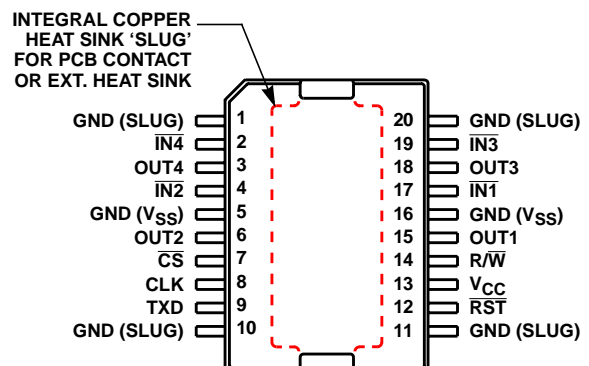 INTEGRAL COPPER
HEAT SINK ‘SLUG’
FOR PCB CONTACT
OR EXT. HEAT SINK
GND (SLUG) 1 20 GND (SLUG)
IN4 2 19 IN3
OUT4 3 18 OUT3
IN2 4 17 IN1
GND (VSS) 5 16 GND (VSS)
OUT2 6 15 OUT1
CS 7 14 R/W
CLK 8 13 VCC
TXD 9 12 RST
GND (SLUG) 10 11 GND (SLUG)